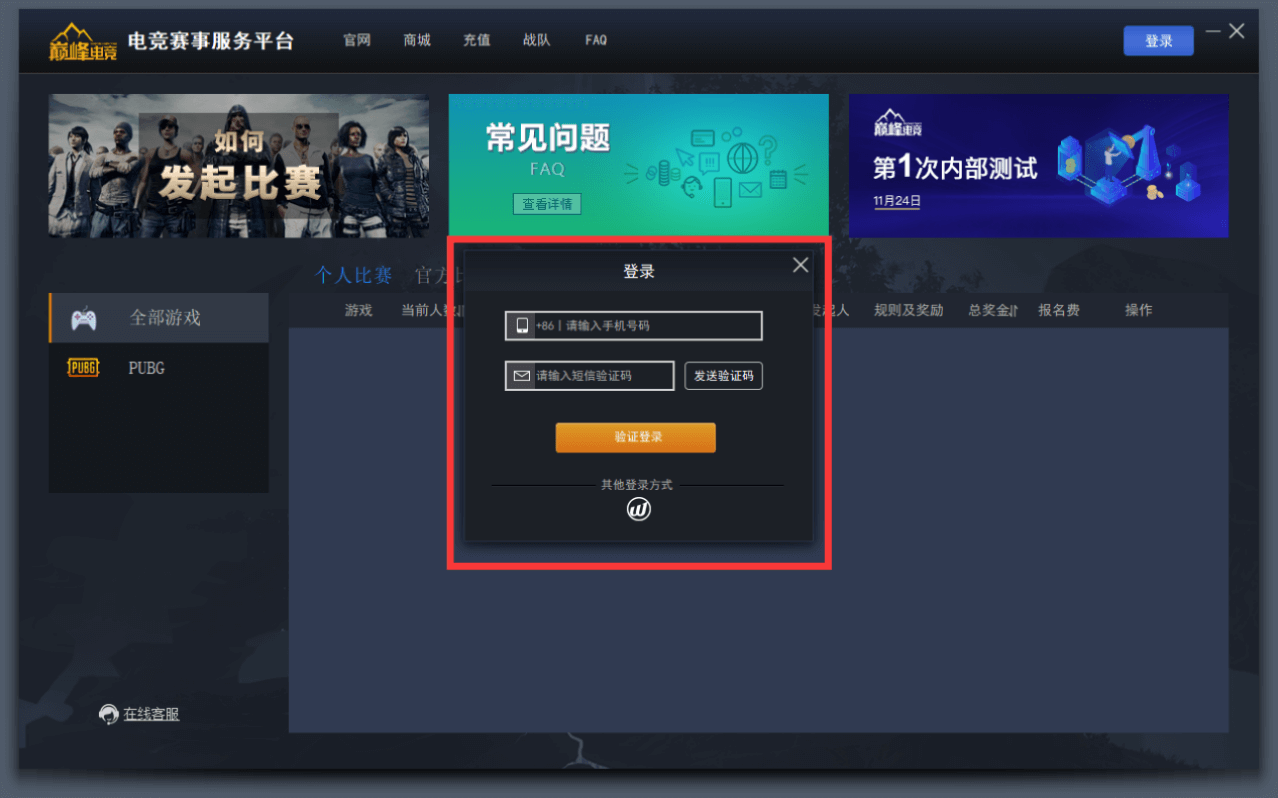 巅峰电竞 电竞赛事服务平台 官网 商城 充值 战队 FAQ 登录
如何
发起比赛
常见问题
FAQ
查看详情
巅峰电竞
第1次内部测试
11月24日
个人比赛 官方
全部游戏
PUBG PUBG
游戏 当前人数 起人 规则及奖励 总奖金 报名费 操作
登录
+86 | 请输入手机号码
请输入短信验证码 发送验证码
验证登录
其他登录方式
在线客服